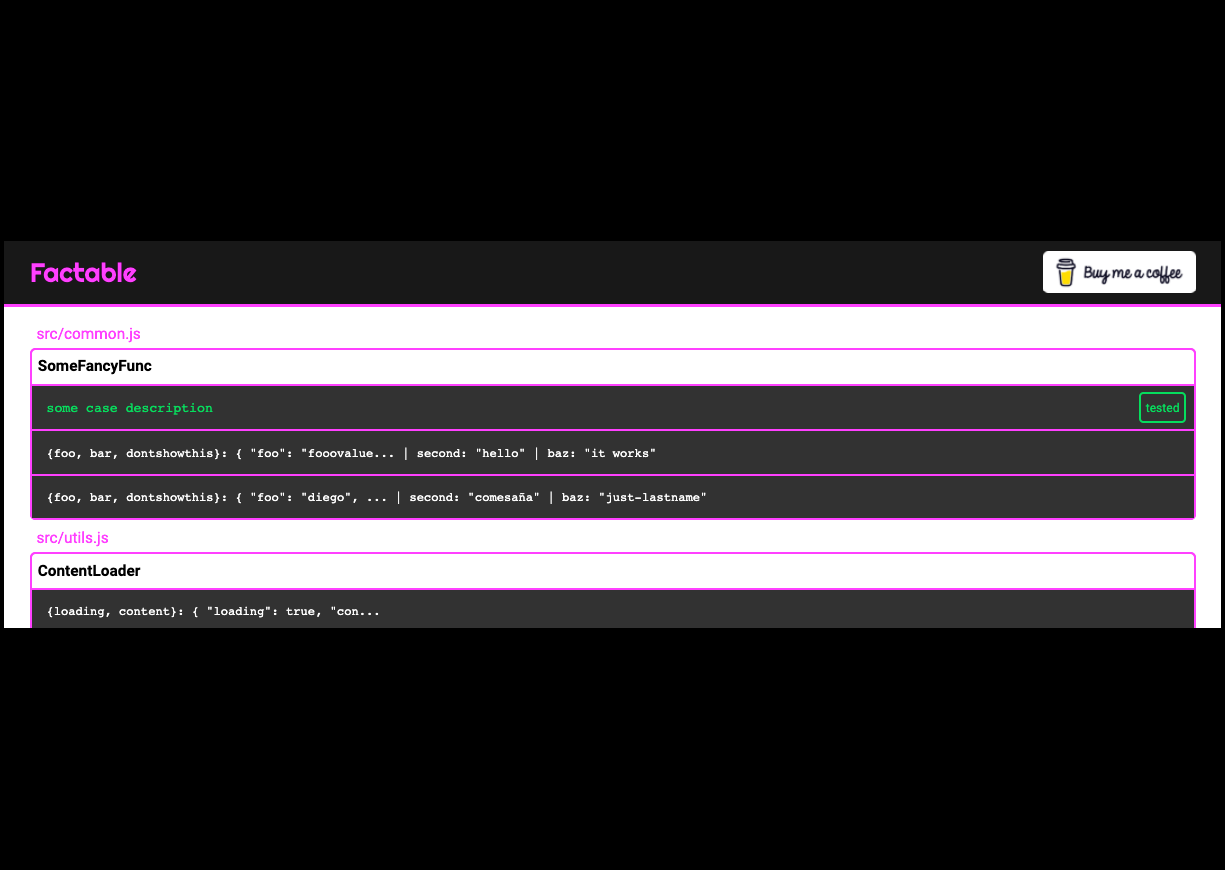 Factable
Buy me a coffee
src/common.js
SomeFancyFunc
some case description
tested
{foo, bar, dontshowthis}: { "foo": "fooovalue... | second: "hello" | baz: "it works"
{foo, bar, dontshowthis}: { "foo": "diego", ... | second: "comesaña" | baz: "just-lastname"
src/utils.js
ContentLoader
{loading, content}: { "loading": true, "con...